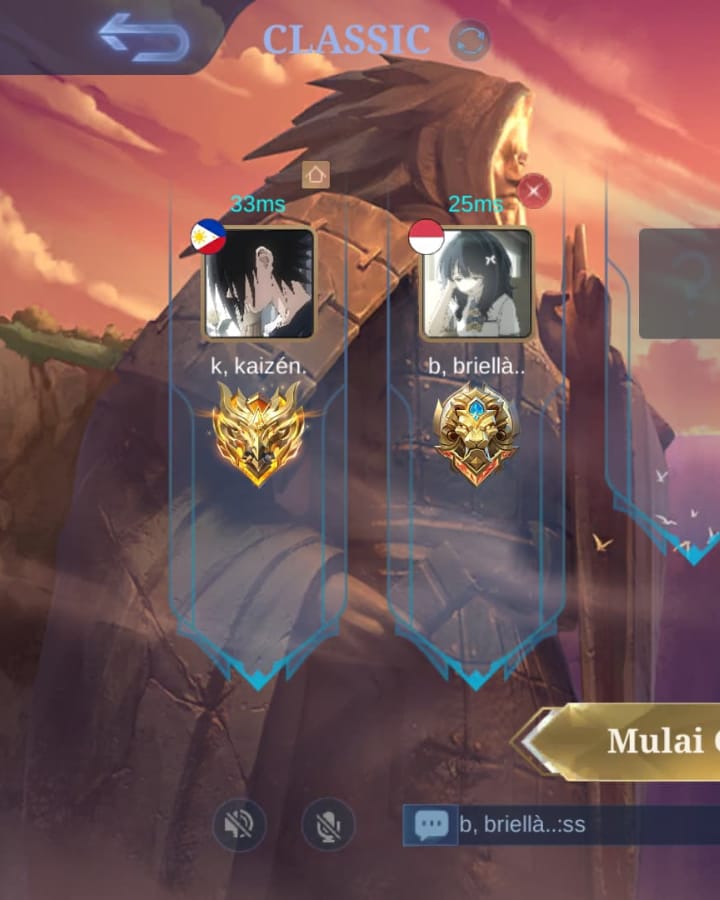 CLASSIC
33ms
25ms
k, kaizén.
b, briellà..
Mulai
b, briellà..:ss